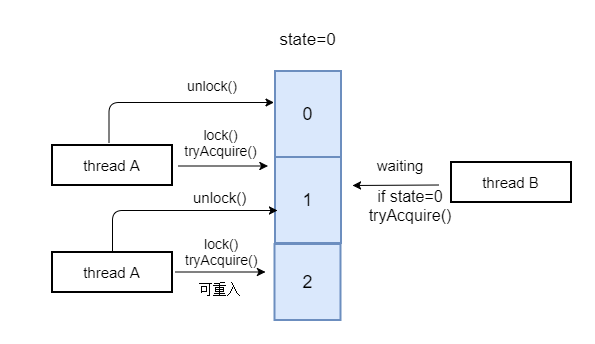 state=0
unlock()
0
lock()
tryAcquire()
thread A
waiting
thread B
if state=0
tryAcquire()
unlock()
1
lock()
tryAcquire()
thread A
可重入
2